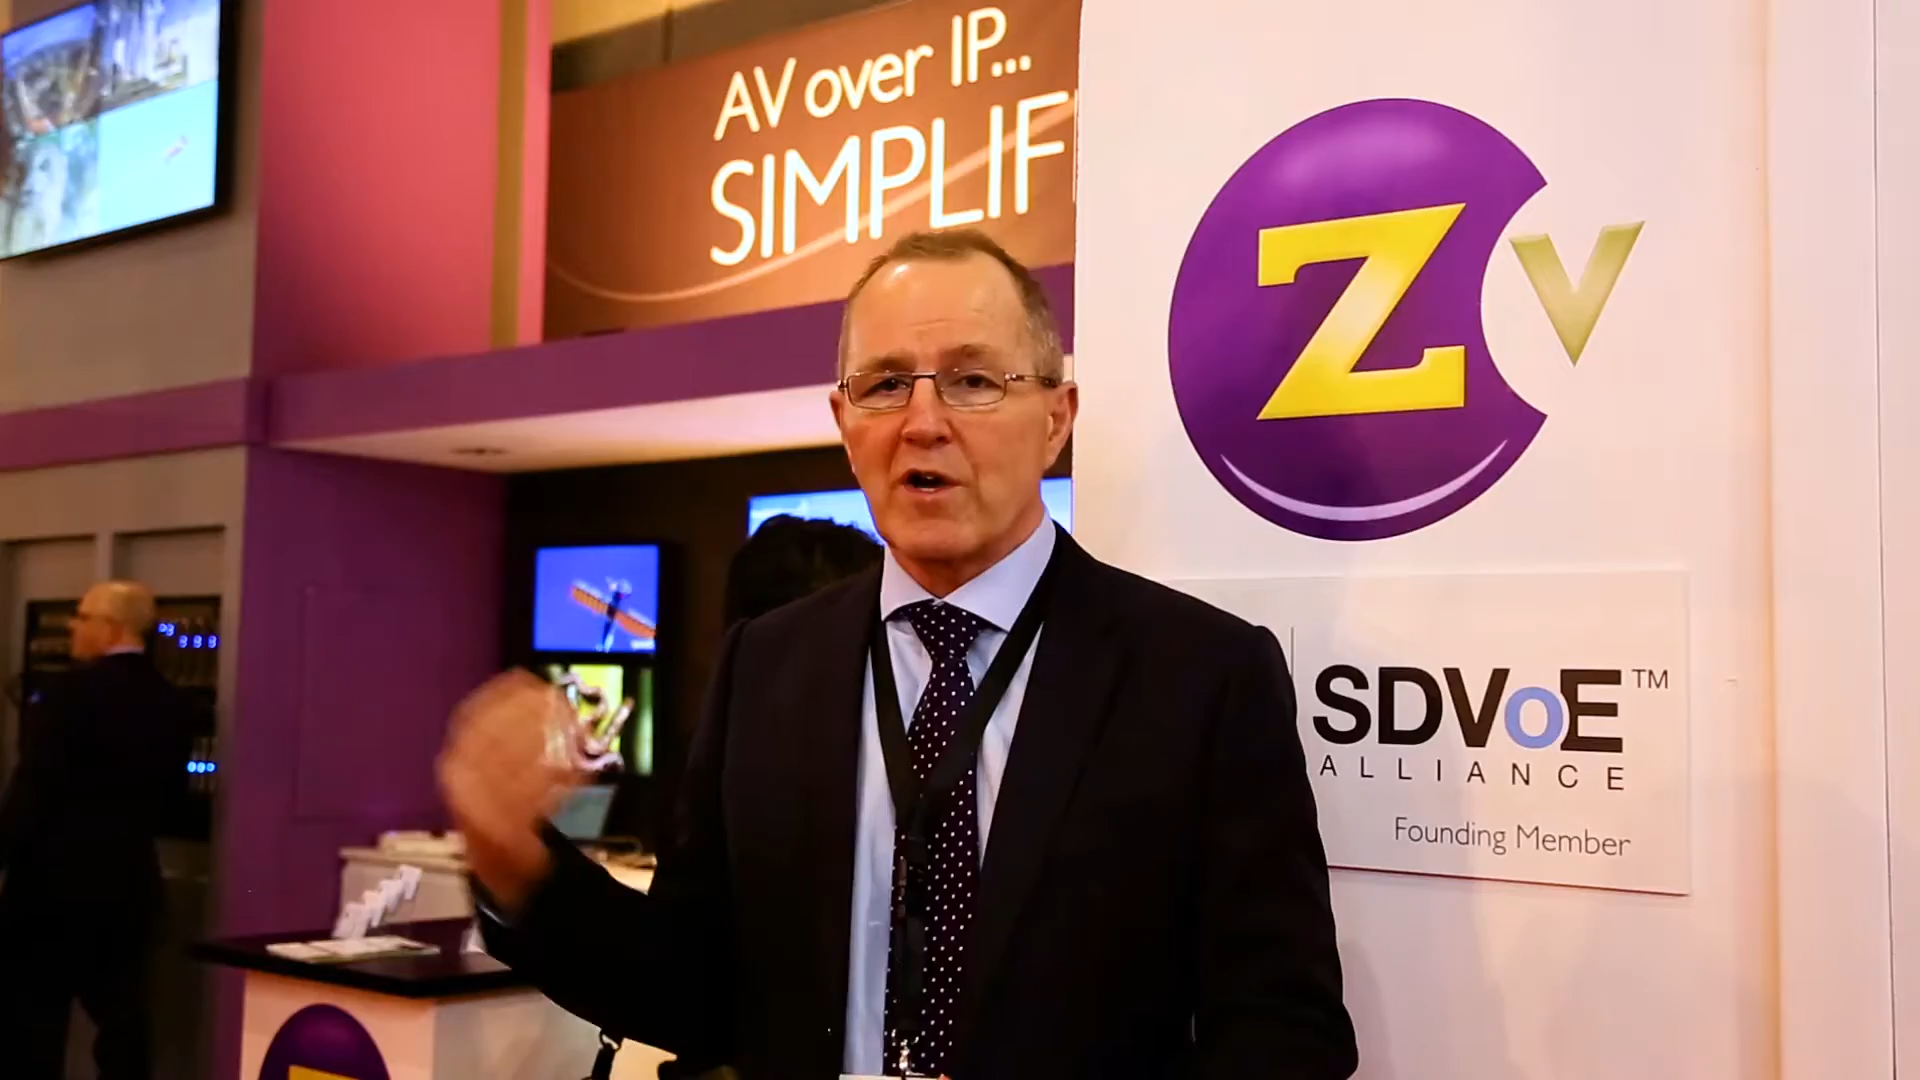 AV over IP...
SIMPLIF
Zv
SDVoE™
ALLIANCE
Founding Member